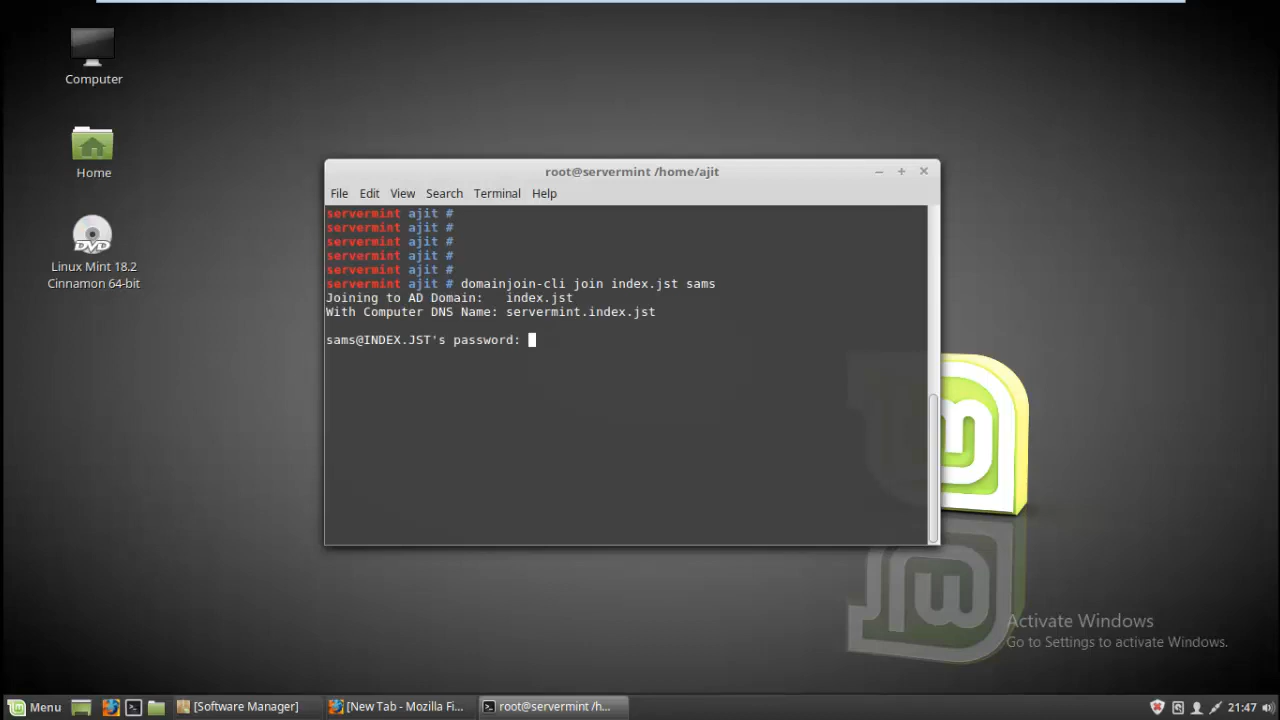 Computer
Home
Linux Mint 18.2
Cinnamon 64-bit
root@servermint /home/ajit
File Edit View Search Terminal Help
servermint ajit #
servermint ajit #
servermint ajit #
servermint ajit #
servermint ajit #
servermint ajit # domainjoin-cli join index.jst sams
Joining to AD Domain:   index.jst
With Computer DNS Name: servermint.index.jst
sams@INDEX.JST's password:
Activate Windows
Go to Settings to activate Windows.
Menu [Software Manager] [New Tab - Mozilla Fi... root@servermint /h... 21:47